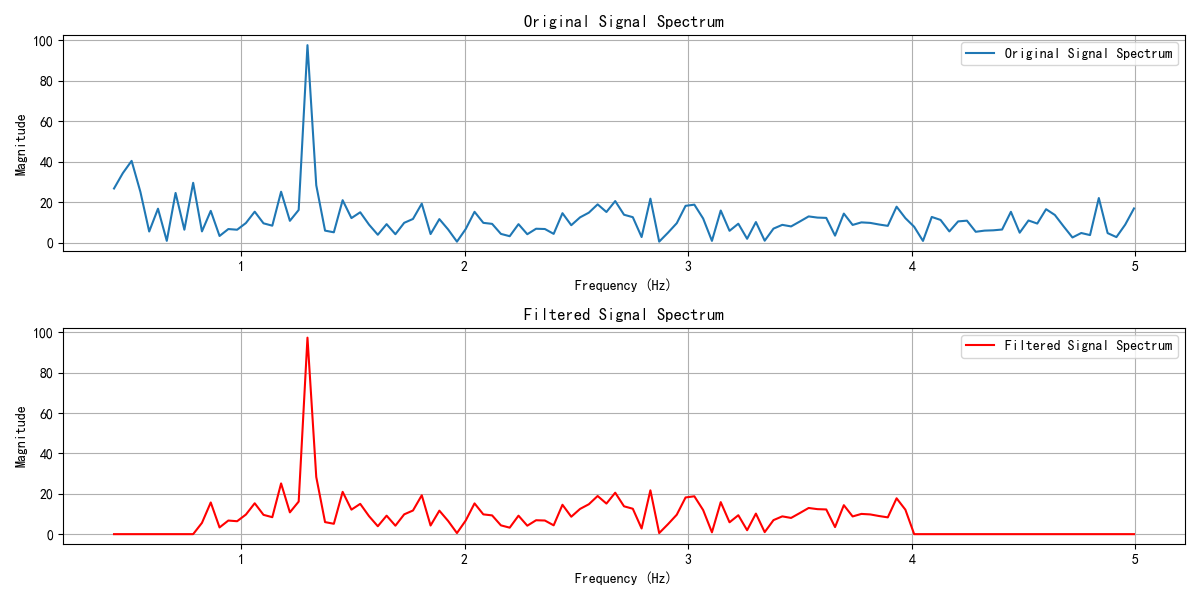 Original Signal Spectrum
100
80
60
40
20
0
Magnitude
Original Signal Spectrum
1
2
3
4
5
Frequency (Hz)
Filtered Signal Spectrum
100
80
60
40
20
0
Magnitude
Filtered Signal Spectrum
1
2
3
4
5
Frequency (Hz)